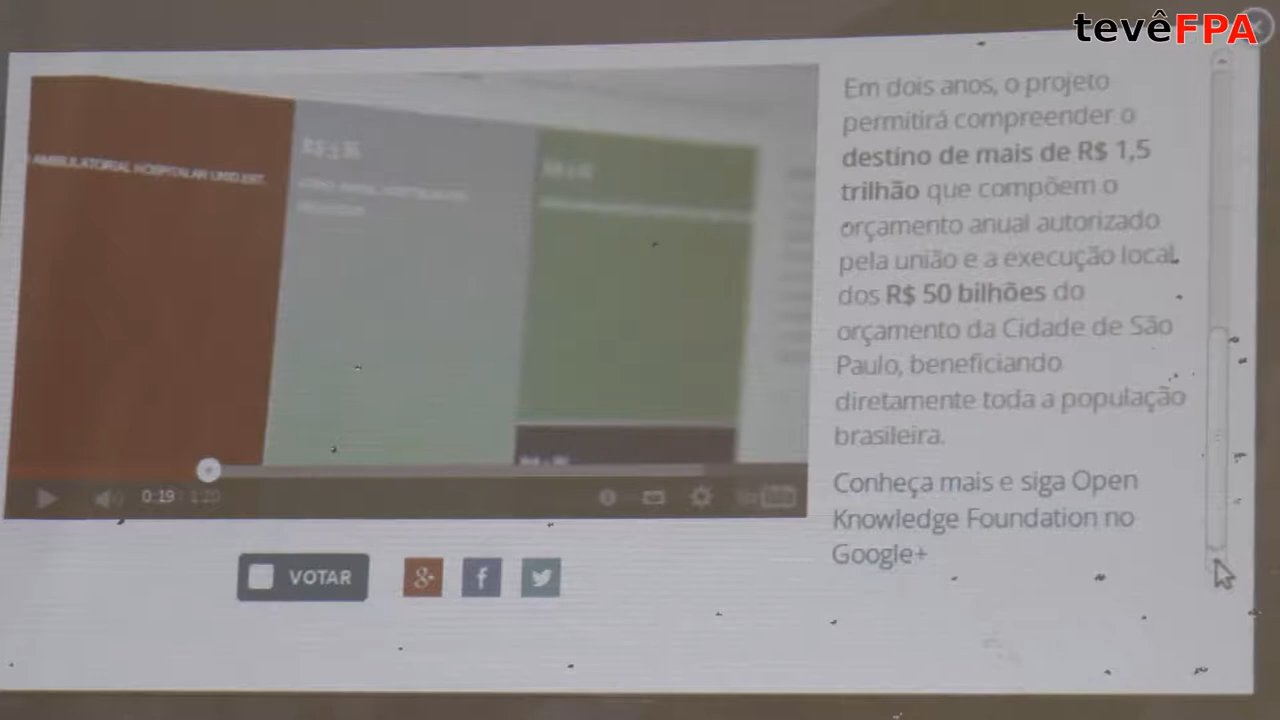 tevêFPA
AMBULATORIAL HOSPITALAR
Em dois anos, o projeto
permitirá compreender o
destino de mais de R$ 1,5
trilhão que compõem o
orçamento anual autorizado
pela união e a execução local
dos R$ 50 bilhões do
orçamento da Cidade de São
Paulo, beneficiando
diretamente toda a população
brasileira.
Conheça mais e siga Open
Knowledge Foundation no
Google+
0:19
VOTAR
g+
f